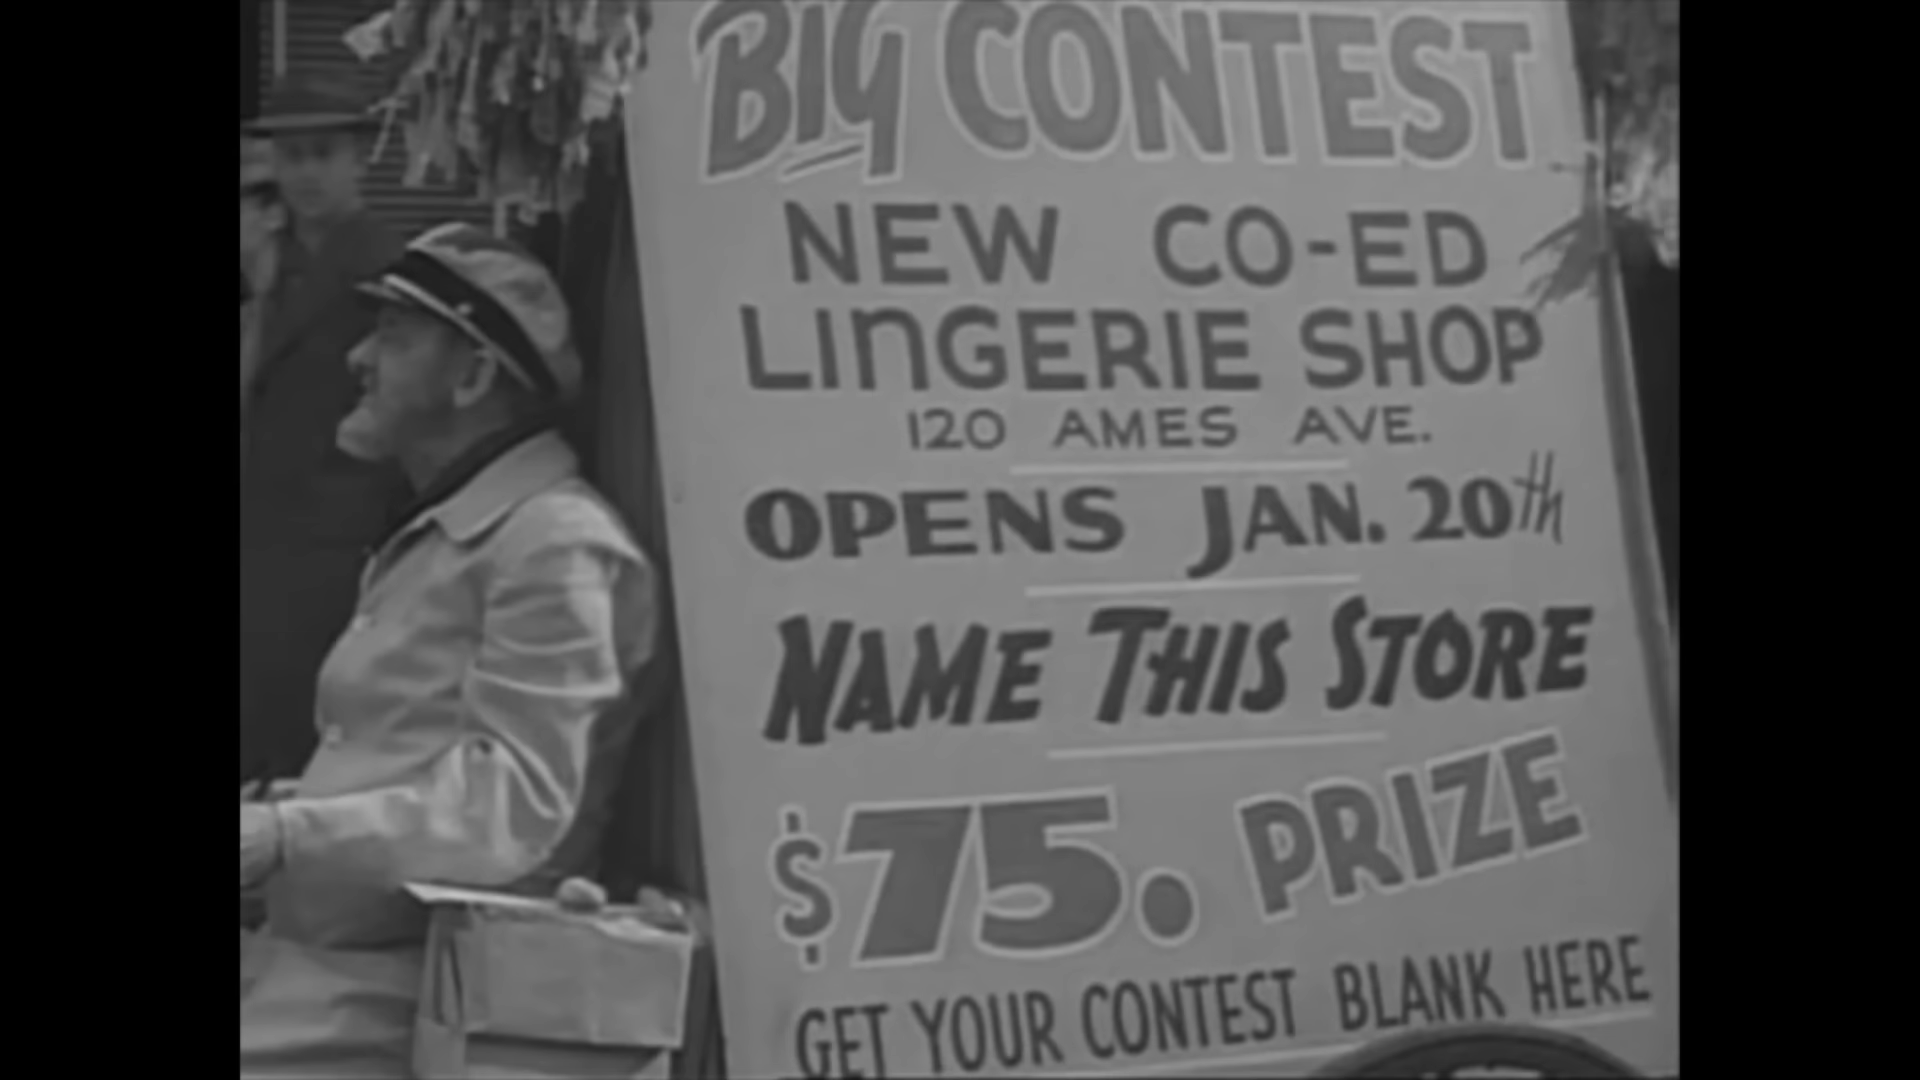 BIG CONTEST
NEW CO-ED
LINGERIE SHOP
120 AMES AVE.
OPENS JAN. 20th
NAME THIS STORE
$75. PRIZE
GET YOUR CONTEST BLANK HERE